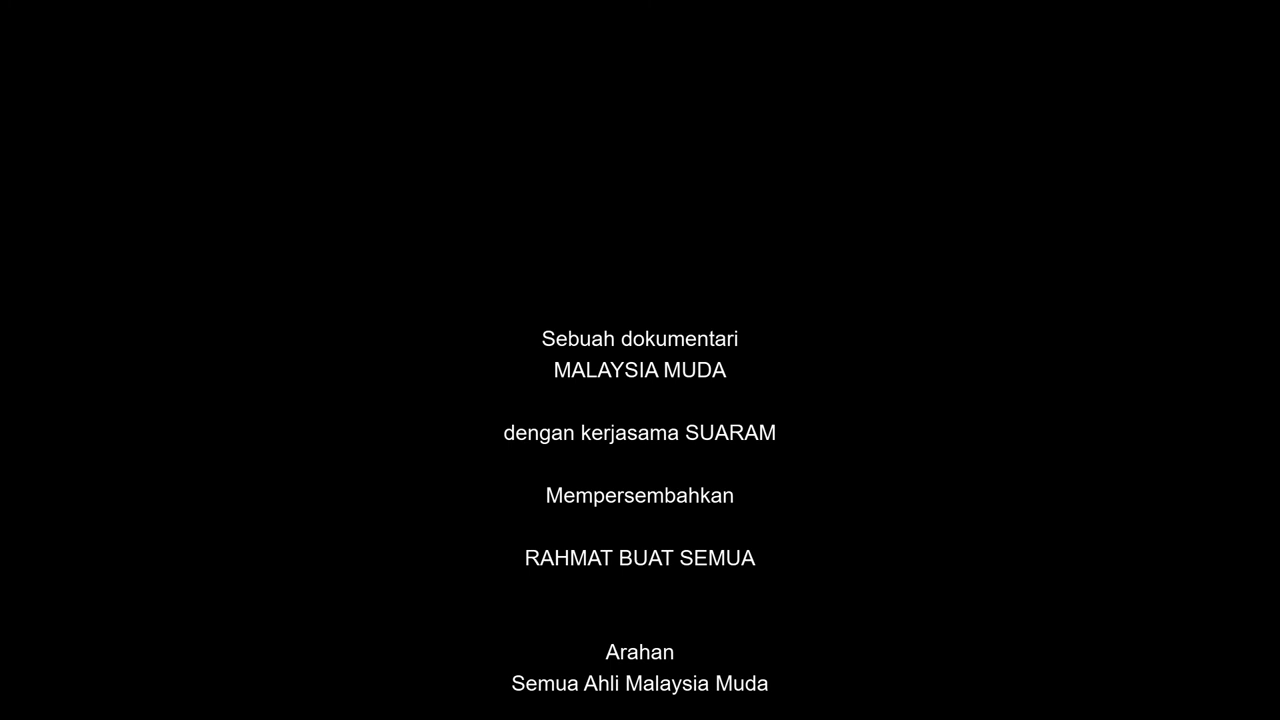 Sebuah dokumentari
MALAYSIA MUDA
dengan kerjasama SUARAM
Mempersembahkan
RAHMAT BUAT SEMUA
Arahan
Semua Ahli Malaysia Muda